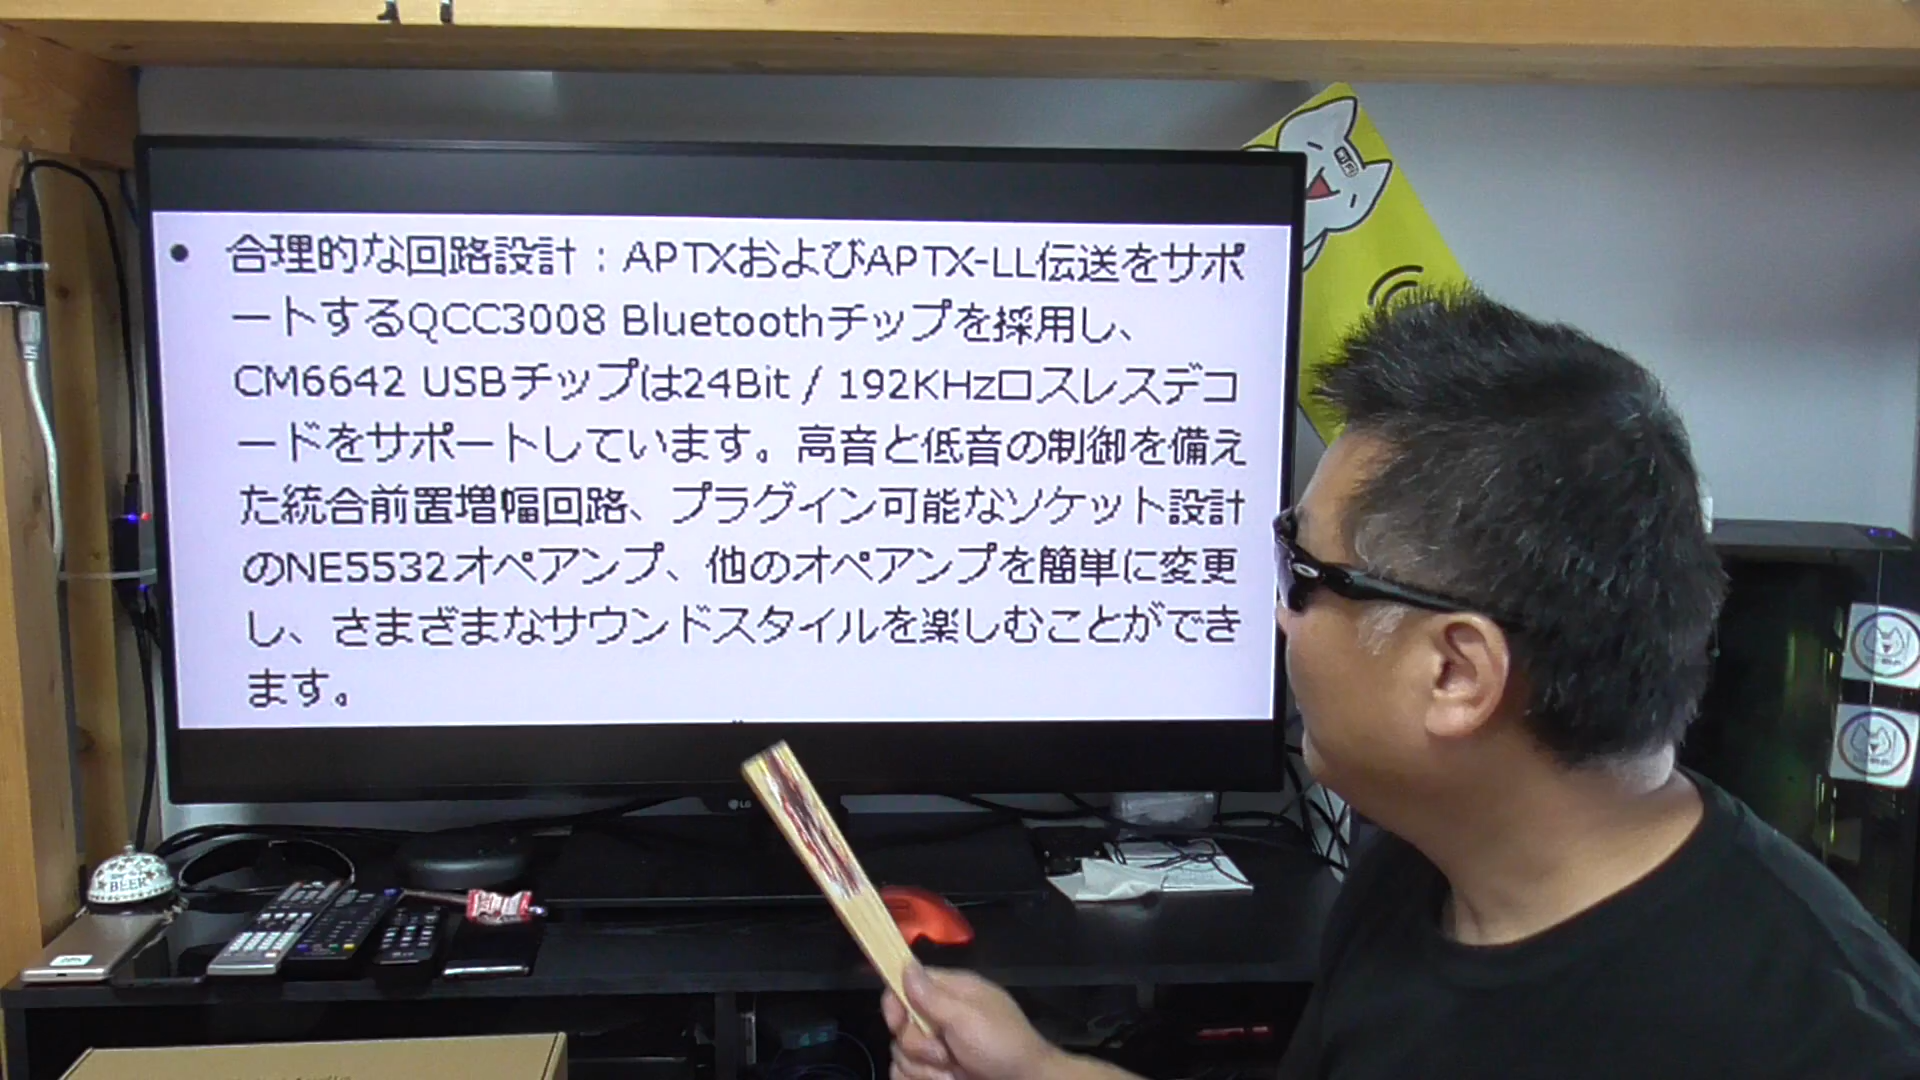 ● 合理的な回路設計：APTXおよびAPTX-LL伝送をサポ
ートするQCC3008 Bluetoothチップを採用し、
CM6642 USBチップは24Bit / 192KHzロスレスデコ
ードをサポートしています。高音と低音の制御を備え
た統合前置増幅回路、プラグイン可能なソケット設計
のNE5532オペアンプ、他のオペアンプを簡単に変更
し、さまざまなサウンドスタイルを楽しむことができ
ます。
LG
BEER